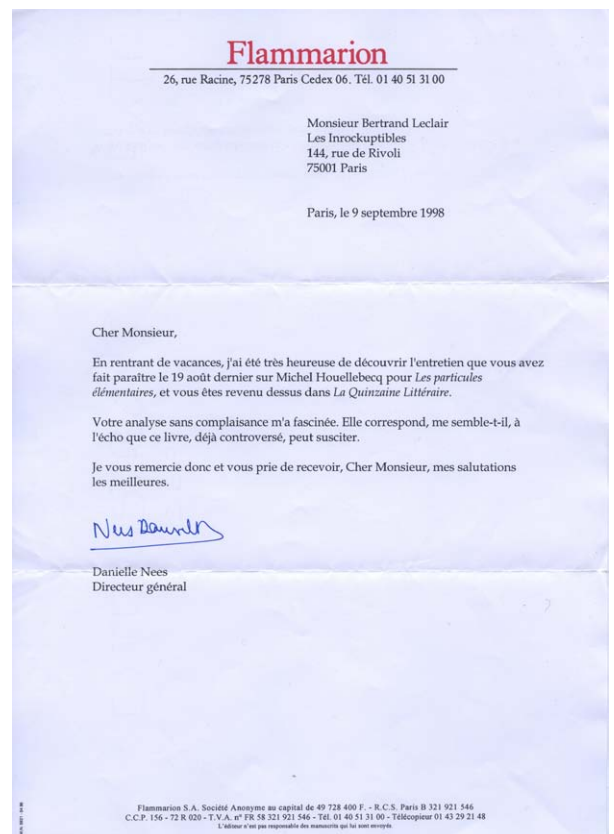 Flammarion
26, rue Racine, 75278 Paris Cedex 06. Tél. 01 40 51 31 00
Monsieur Bertrand Leclair
Les Inrockuptibles
144, rue de Rivoli
75001 Paris
Paris, le 9 septembre 1998
Cher Monsieur,
En rentrant de vacances, j'ai été très heureuse de découvrir l'entretien que vous avez
fait paraître le 19 août dernier sur Michel Houellebecq pour Les particules
élémentaires, et vous êtes revenu dessus dans La Quinzaine Littéraire.
Votre analyse sans complaisance m'a fascinée. Elle correspond, me semble-t-il, à
l'écho que ce livre, déjà controversé, peut susciter.
Je vous remercie donc et vous prie de recevoir, Cher Monsieur, mes salutations
les meilleures.
Danielle Nees
Directeur général
Flammarion S.A. Société Anonyme au capital de 49 728 400 F. - R.C.S. Paris B 321 921 546
C.C.P. 156 - 72 R 020 - T.V.A. n° FR 58 321 921 546 - Tél. 01 40 51 31 00 - Télécopieur 01 43 29 21 48
L'éditeur n'est pas responsable des manuscrits qui lui sont envoyés.